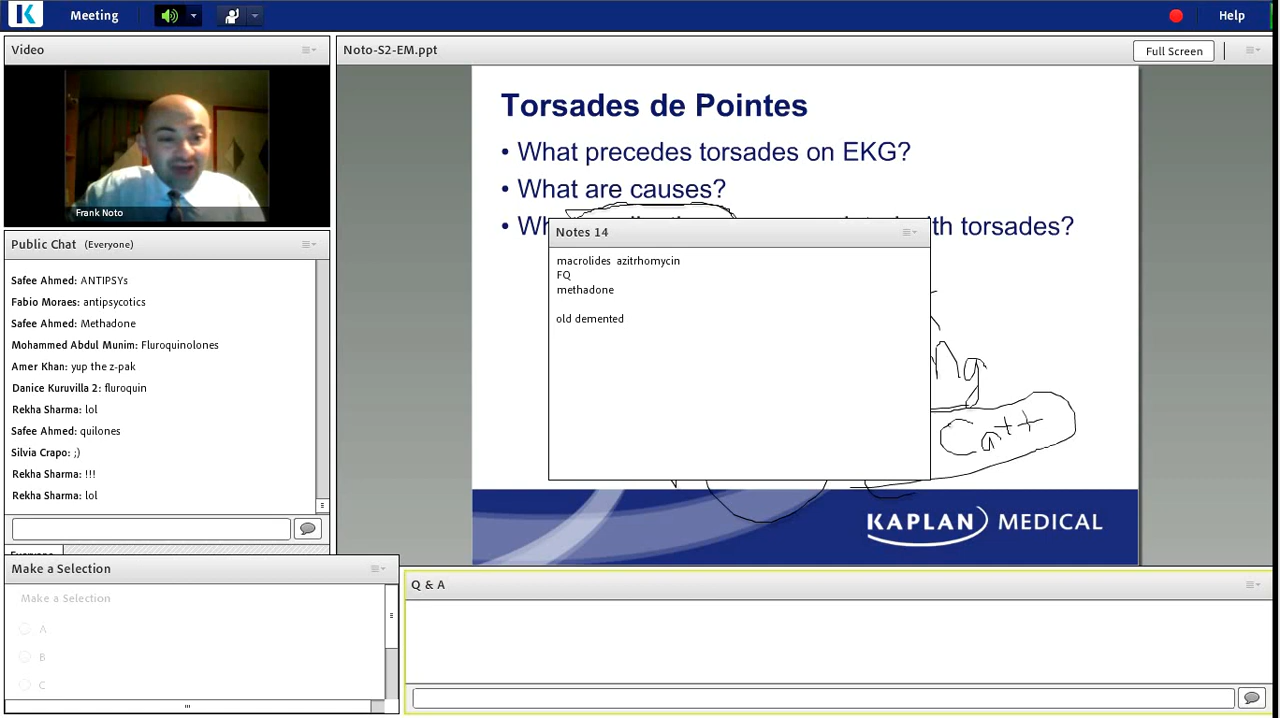 Meeting
Help
Video
Frank Noto
Public Chat (Everyone)
Safee Ahmed: ANTIPSYs
Fabio Moraes: antipsycotics
Safee Ahmed: Methadone
Mohammed Abdul Munim: Fluroquinolones
Amer Khan: yup the z-pak
Danice Kuruvilla 2: fluroquin
Rekha Sharma: lol
Safee Ahmed: quilones
Silvia Crapo: ;)
Rekha Sharma: !!!
Rekha Sharma: lol
Everyone
Make a Selection
Make a Selection
A
B
C
Noto-S2-EM.ppt
Full Screen
Torsades de Pointes
• What precedes torsades on EKG?
• What are causes?
• Wh th torsades?
Notes 14
macrolides azitrhomycin
FQ
methadone
old demented
Mg
Ca++
KAPLAN MEDICAL
Q & A